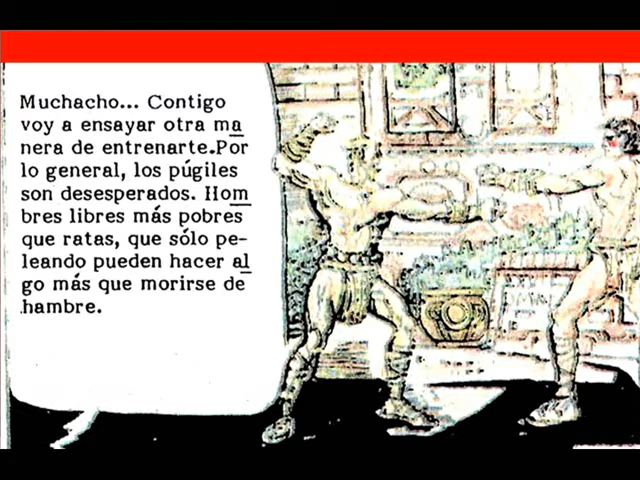 Muchacho... Contigo
voy a ensayar otra ma
nera de entrenarte.Por
lo general, los púgiles
son desesperados. Hom
bres libres más pobres
que ratas, que sólo pe-
leando pueden hacer al
go más que morirse de
hambre.